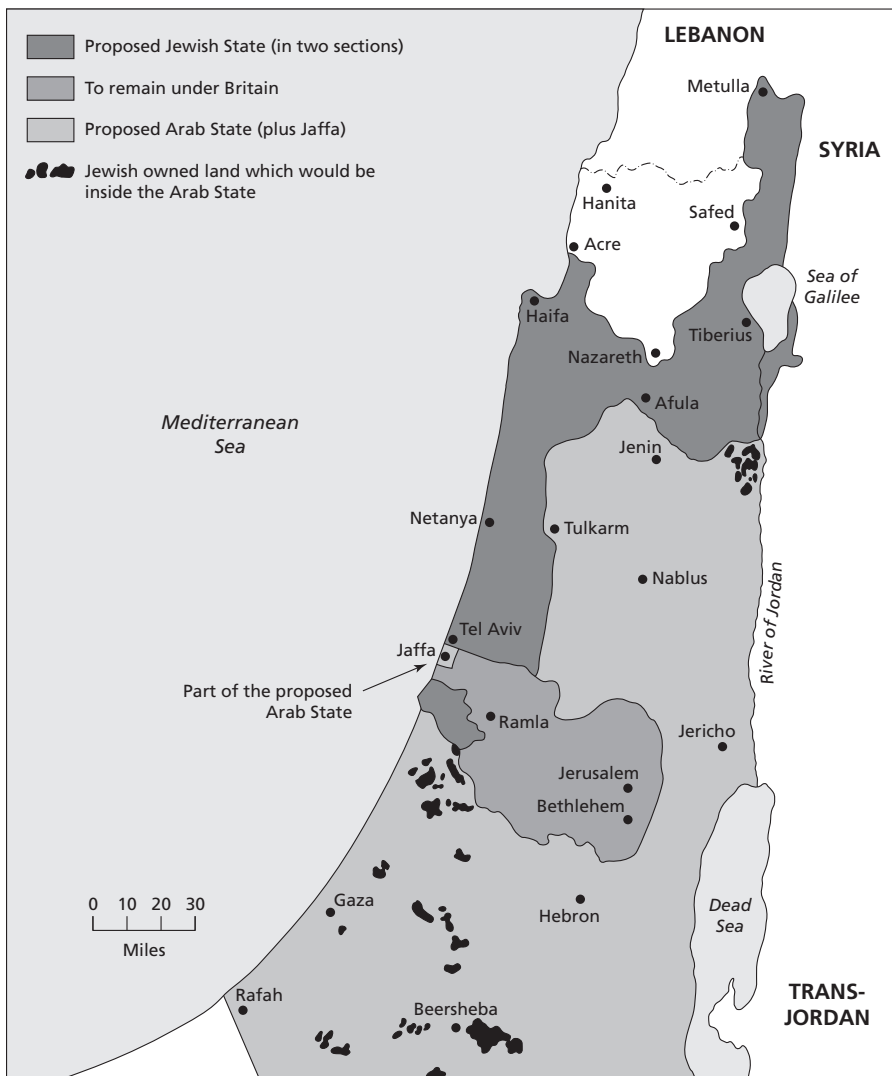 Proposed Jewish State (in two sections)
To remain under Britain
Proposed Arab State (plus Jaffa)
Jewish owned land which would be
inside the Arab State
LEBANON
Metulla
SYRIA
Hanita
Safed
Acre
Sea of
Galilee
Haifa
Tiberius
Nazareth
Afula
Mediterranean
Sea
Jenin
Netanya
Tulkarm
Nablus
River of Jordan
Tel Aviv
Jaffa
Part of the proposed
Arab State
Ramla
Jericho
Jerusalem
Bethlehem
0 10 20 30
Miles
Gaza
Hebron
Dead
Sea
Rafah
Beersheba
TRANS-
JORDAN